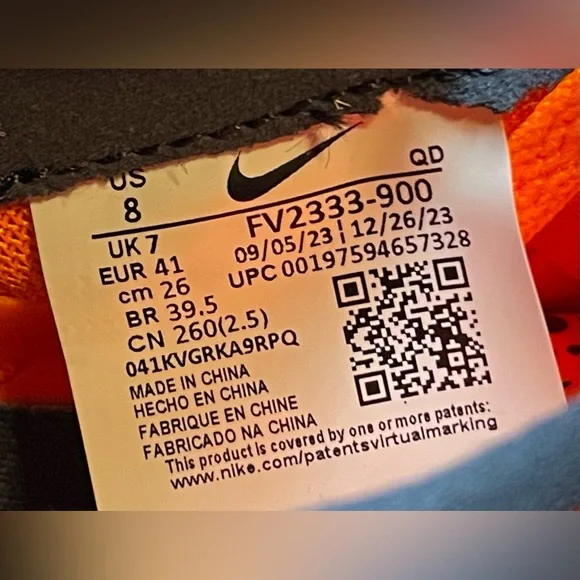 US
8
QD
FV2333-900
UK 7
09/05/23 | 12/26/23
EUR 41
UPC 00197594657328
cm 26
BR 39.5
CN 260(2.5)
041KVGRKA9RPQ
MADE IN CHINA
HECHO EN CHINA
FABRIQUE EN CHINE
FABRICADO NA CHINA
This product is covered by one or more patents:
www.nike.com/patentsvirtualmarking